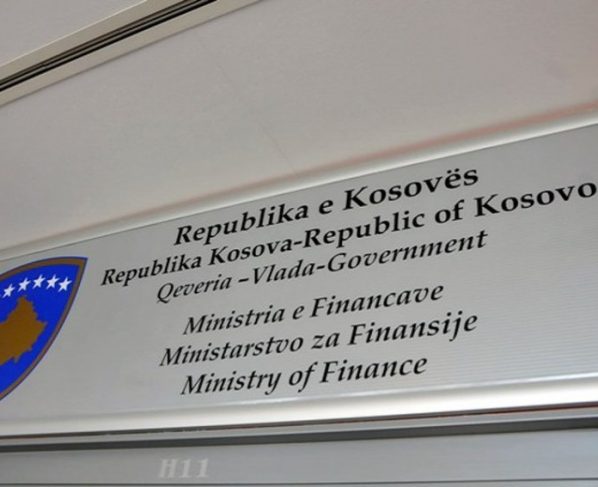 Republika e Kosovës
Republika Kosova-Republic of Kosovo
Qeveria –Vlada-Government
Ministria e Financave
Ministarstvo za Finansije
Ministry of Finance
H11